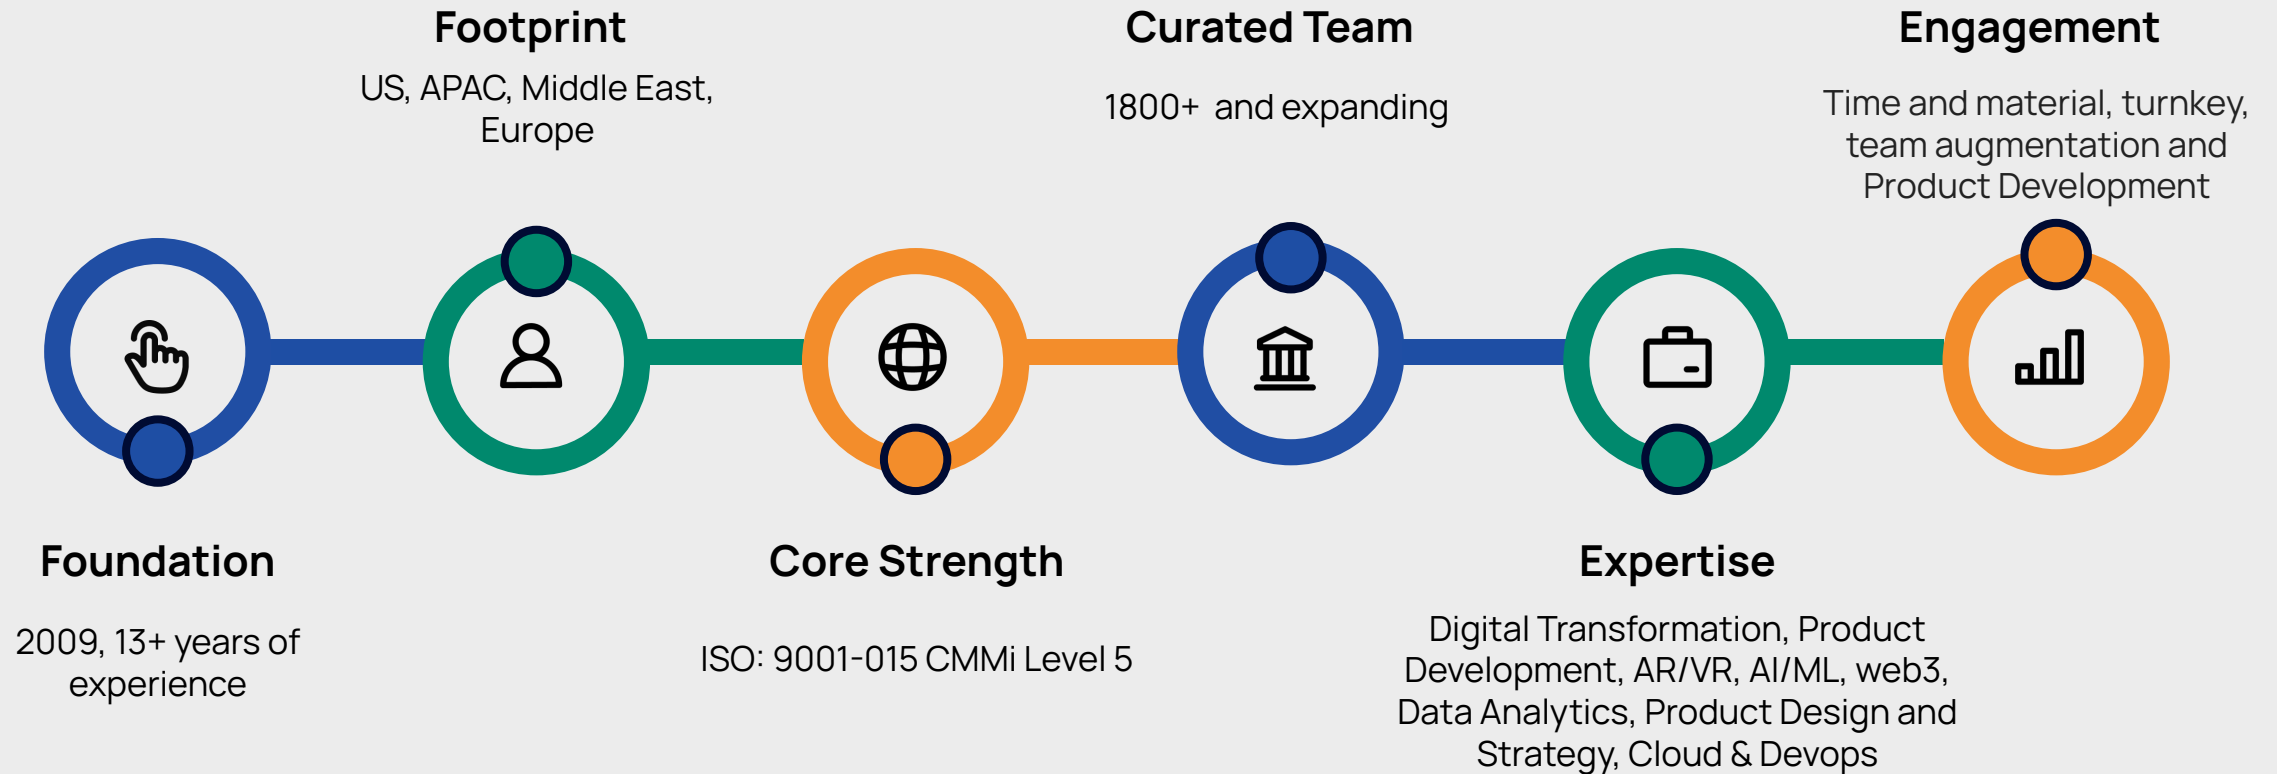 Footprint
US, APAC, Middle East,
Europe
Curated Team
1800+ and expanding
Engagement
Time and material, turnkey,
team augmentation and
Product Development
Foundation
2009, 13+ years of
experience
Core Strength
ISO: 9001-015 CMMi Level 5
Expertise
Digital Transformation, Product
Development, AR/VR, AI/ML, web3,
Data Analytics, Product Design and
Strategy, Cloud & Devops